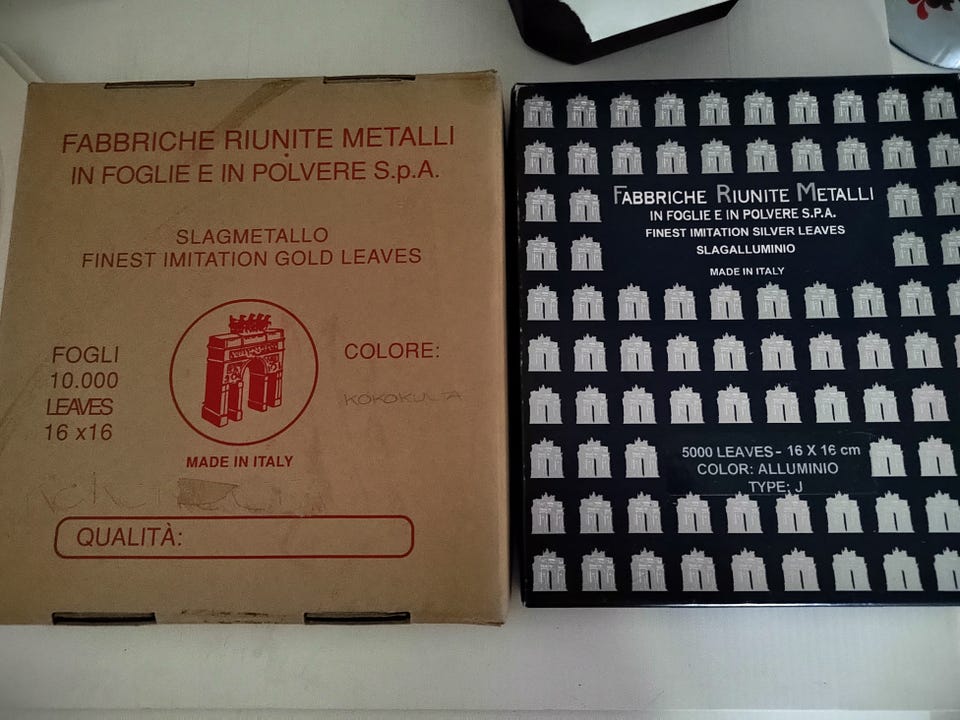 FABBRICHE RIUNITE METALLI
IN FOGLIE E IN POLVERE S.p.A.
SLAGMETALLO
FINEST IMITATION GOLD LEAVES
FOGLI
10.000
LEAVES
16 x16
COLORE:
KOKOKULTA
MADE IN ITALY
QUALITÀ:
FABBRICHE RIUNITE METALLI
IN FOGLIE E IN POLVERE S.P.A.
FINEST IMITATION SILVER LEAVES
SLAGALLUMINIO
MADE IN ITALY
5000 LEAVES - 16 X 16 cm
COLOR: ALLUMINIO
TYPE: J